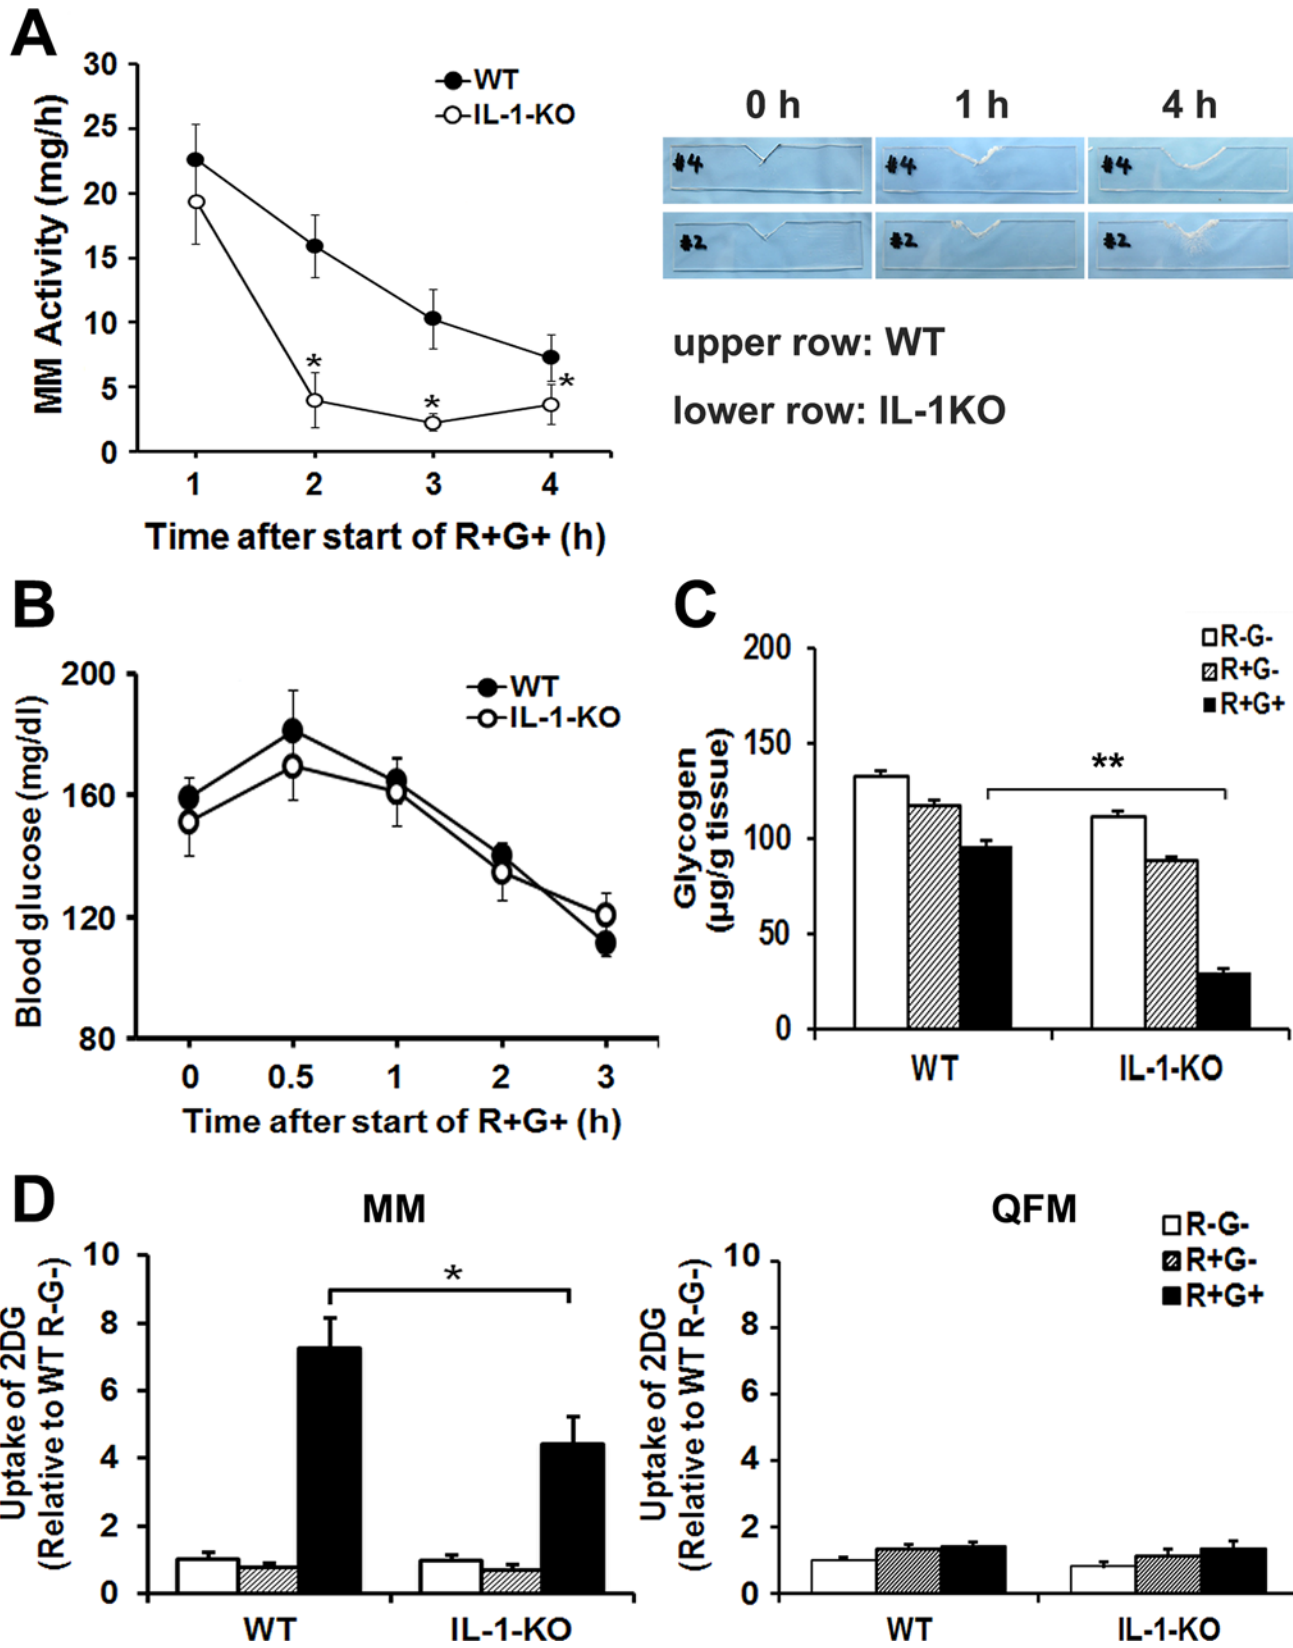 A
30
25
20
15
10
5
0
MM Activity (mg/h)
WT
IL-1-KO
*
*
*
1 2 3 4
Time after start of R+G+ (h)
0 h 1 h 4 h
#4 #4 #4
#2 #2 #2
upper row: WT
lower row: IL-1KO
B
200
160
120
80
Blood glucose (mg/dl)
WT
IL-1-KO
0 0.5 1 2 3
Time after start of R+G+ (h)
C
200
150
100
50
0
Glycogen
(μg/g tissue)
R-G-
R+G-
R+G+
**
WT IL-1-KO
D
MM
10
8
6
4
2
0
Uptake of 2DG
(Relative to WT R-G-)
*
WT IL-1-KO
QFM
10
8
6
4
2
0
Uptake of 2DG
(Relative to WT R-G-)
R-G-
R+G-
R+G+
WT IL-1-KO